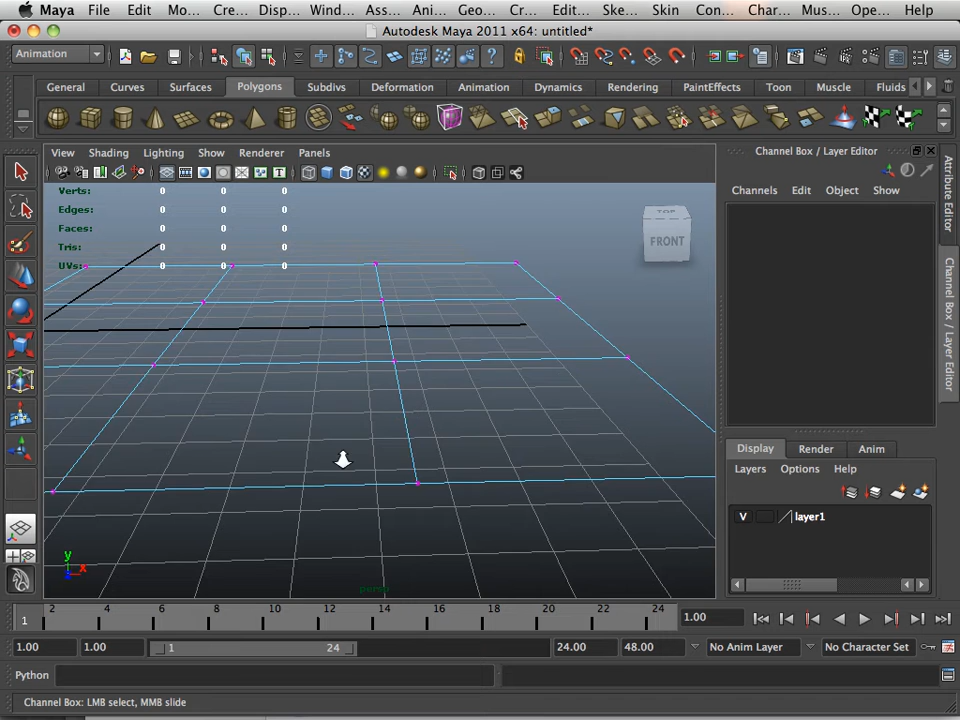 Maya File Edit Mo... Cre... Disp... Wind... Ass... Ani... Geo... Cr... Edit... Ske... Skin Con... Char... Mus... Ope... Help
Autodesk Maya 2011 x64: untitled*
Animation
General Curves Surfaces Polygons Subdivs Deformation Animation Dynamics Rendering PaintEffects Toon Muscle Fluids
View Shading Lighting Show Renderer Panels
Verts: 0 0 0
Edges: 0 0 0
Faces: 0 0 0
Tris: 0 0 0
UVs: 0 0 0
TOP
FRONT
y
x
persp
Channel Box / Layer Editor
Channels Edit Object Show
Attribute Editor
Channel Box / Layer Editor
Display Render Anim
Layers Options Help
V layer1
1 2 4 6 8 10 12 14 16 18 20 22 24 1.00
1.00 1.00 1 24 24.00 48.00 No Anim Layer No Character Set
Python
Channel Box: LMB select, MMB slide